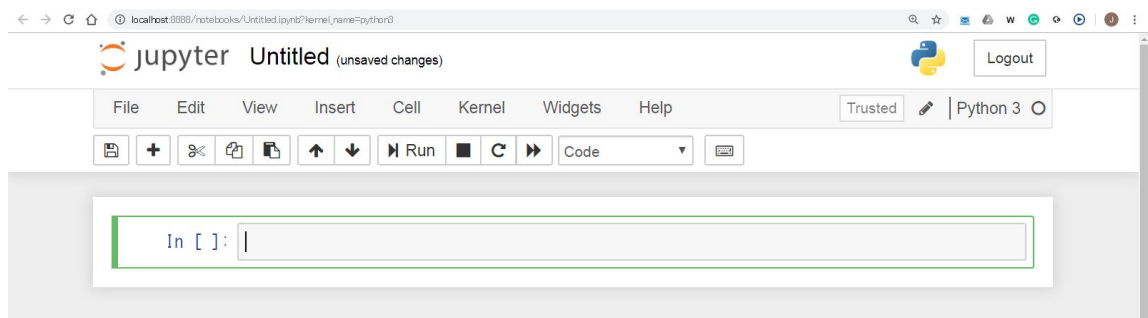 localhost:8888/notebooks/Untitled.ipynb?kernel_name=python3
W
J
jupyter Untitled (unsaved changes)
Logout
File Edit View Insert Cell Kernel Widgets Help
Trusted
Python 3
Run
Code
In [ ]: